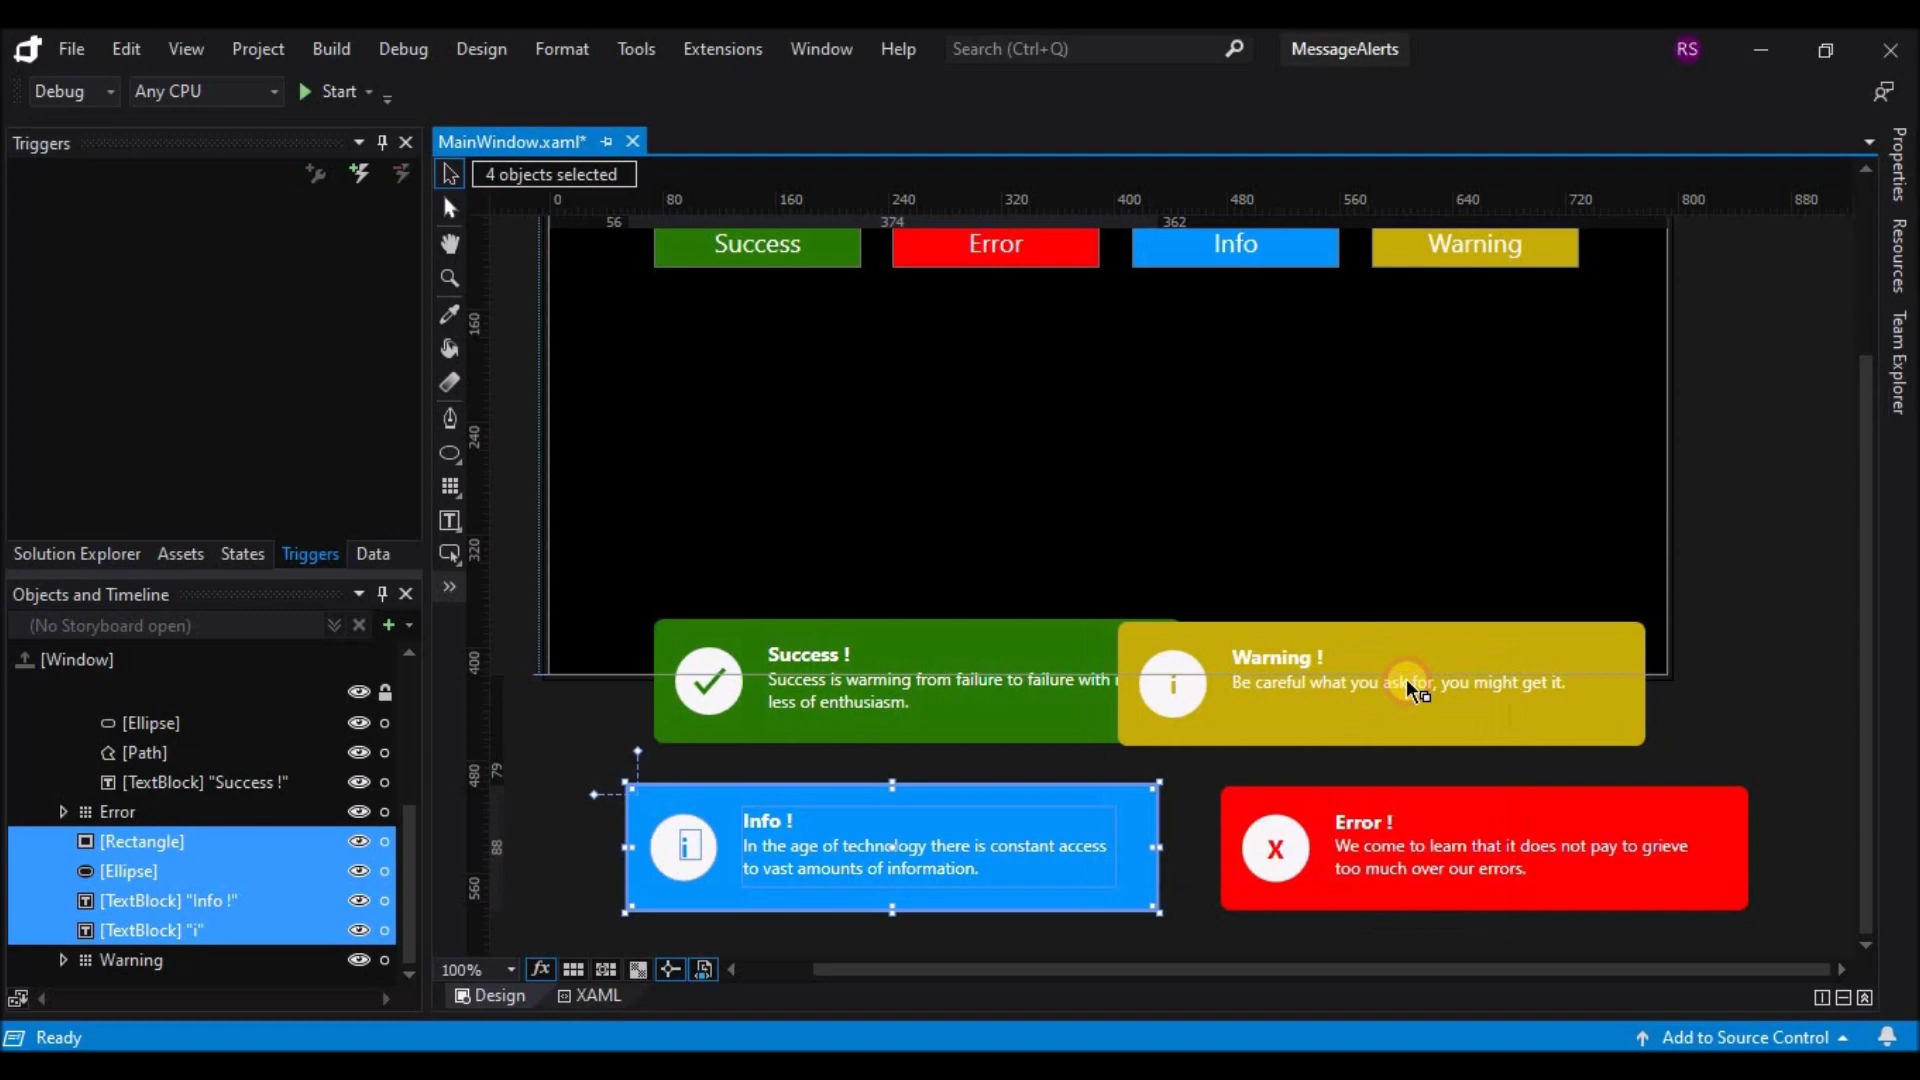 File Edit View Project Build Debug Design Format Tools Extensions Window Help Search (Ctrl+Q) MessageAlerts RS
Debug Any CPU Start
Triggers
MainWindow.xaml*
4 objects selected
0 80 160 240 320 400 480 560 640 720 800 880
56 374 362
Success Error Info Warning
160
240
320
400
480
560
79
88
Success !
Success is warming from failure to failure with
less of enthusiasm.
Warning !
i
Be careful what you ask for, you might get it.
Info !
i
In the age of technology there is constant access
to vast amounts of information.
Error !
X
We come to learn that it does not pay to grieve
too much over our errors.
Solution Explorer Assets States Triggers Data
Objects and Timeline
(No Storyboard open)
[Window]
[Ellipse]
[Path]
[TextBlock] "Success !"
Error
[Rectangle]
[Ellipse]
[TextBlock] "Info !"
[TextBlock] "i"
Warning
100% fx
Design XAML
Properties
Resources
Team Explorer
Ready Add to Source Control